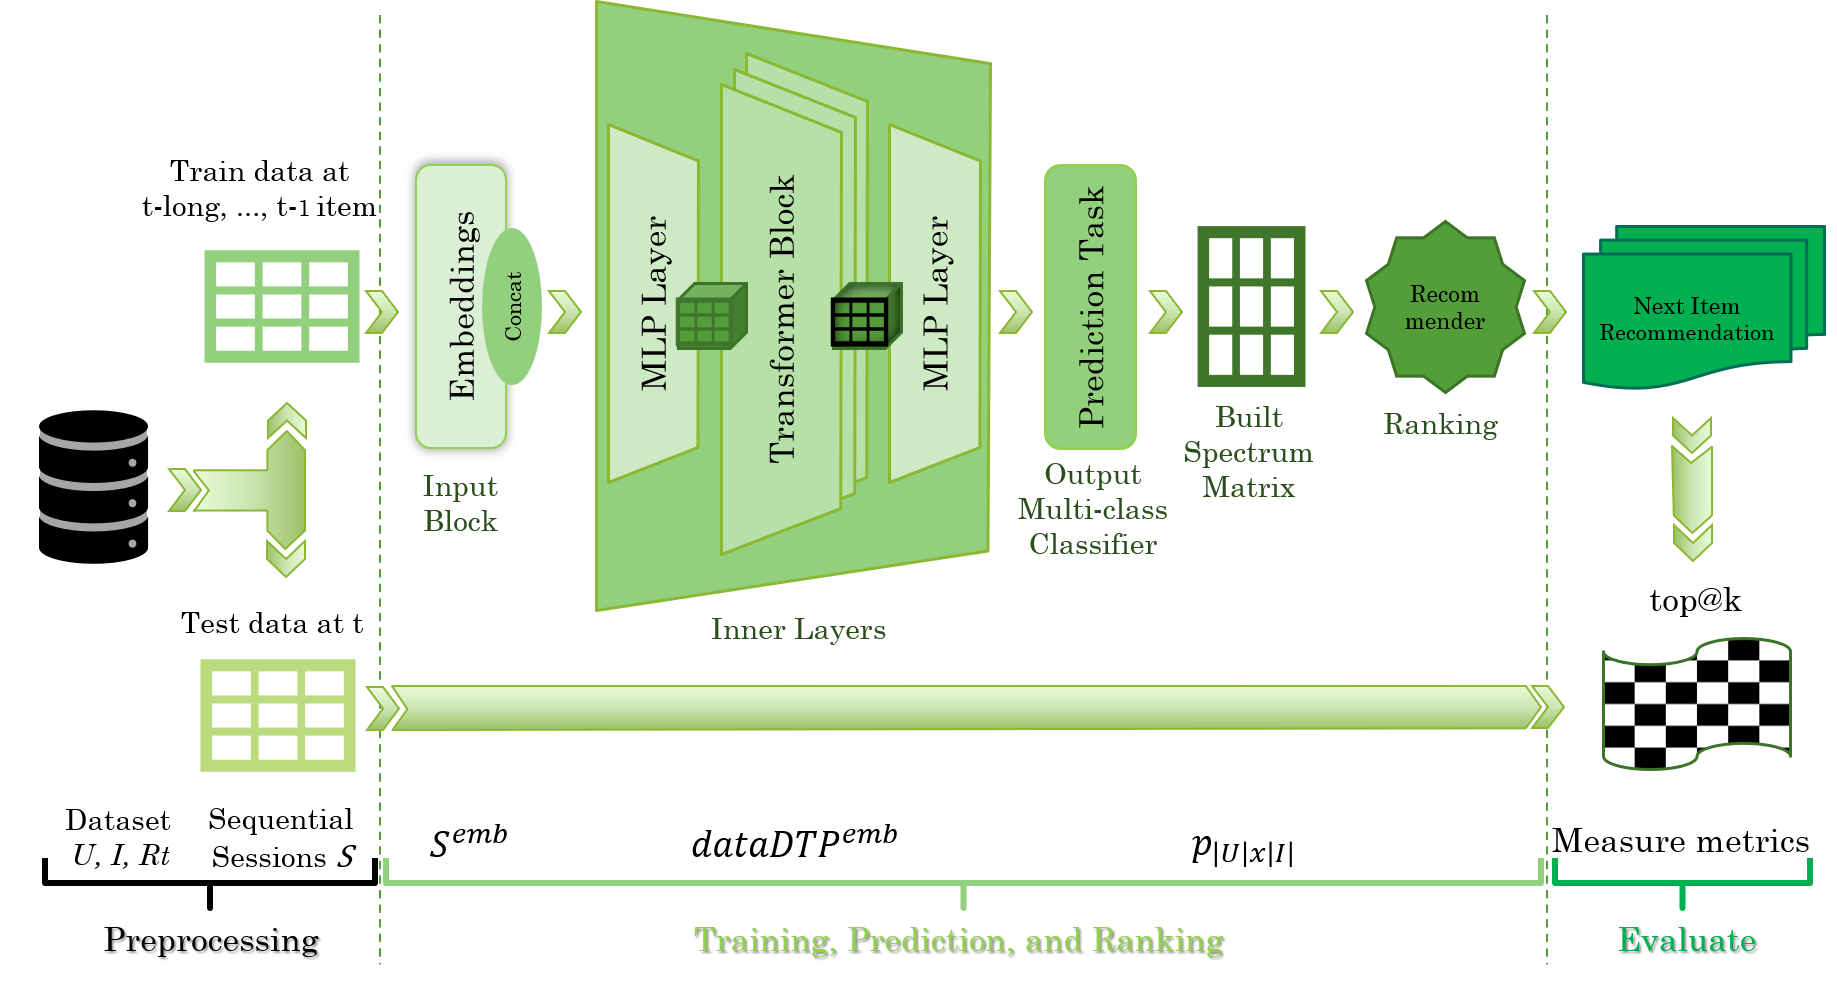 Train data at
t-long, ..., t-1 item
Embeddings
Concat
Input
Block
MLP Layer
Transformer Block
MLP Layer
Inner Layers
Prediction Task
Output
Multi-class
Classifier
Built
Spectrum
Matrix
Recom
mender
Ranking
Next Item
Recommendation
top@k
Test data at t
Dataset
U, I, Rt
Sequential
Sessions S
S^emb
dataDTP^emb
p|U|x|I|
Measure metrics
Preprocessing
Training, Prediction, and Ranking
Evaluate